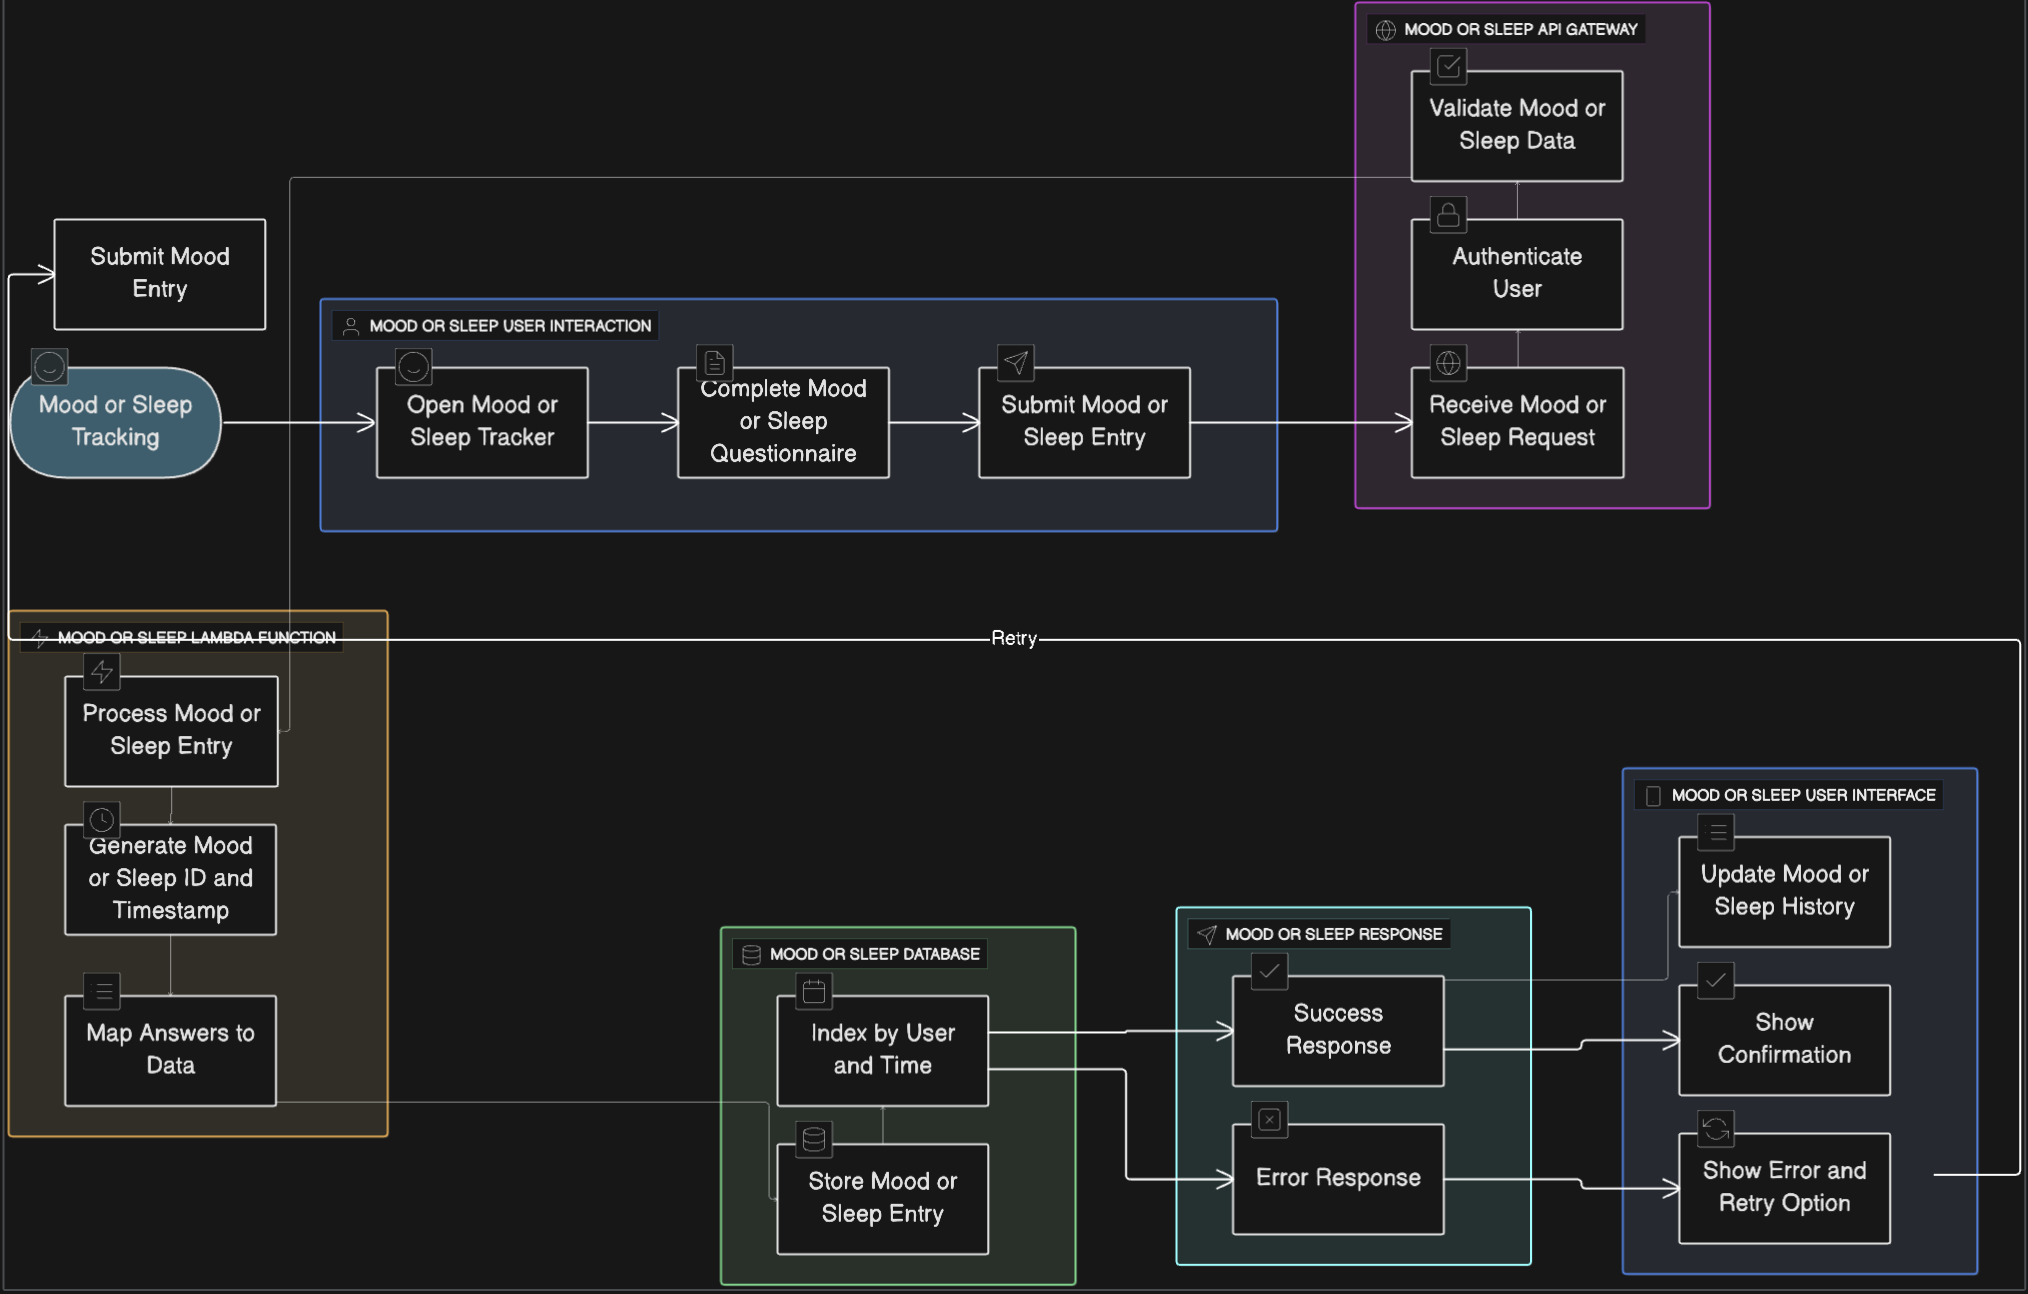 MOOD OR SLEEP API GATEWAY
Validate Mood or
Sleep Data
Authenticate
User
Receive Mood or
Sleep Request
Submit Mood
Entry
Mood or Sleep
Tracking
MOOD OR SLEEP USER INTERACTION
Open Mood or
Sleep Tracker
Complete Mood
or Sleep
Questionnaire
Submit Mood or
Sleep Entry
Retry
MOOD OR SLEEP LAMBDA FUNCTION
Process Mood or
Sleep Entry
Generate Mood
or Sleep ID and
Timestamp
Map Answers to
Data
MOOD OR SLEEP DATABASE
Index by User
and Time
Store Mood or
Sleep Entry
MOOD OR SLEEP RESPONSE
Success
Response
Error Response
MOOD OR SLEEP USER INTERFACE
Update Mood or
Sleep History
Show
Confirmation
Show Error and
Retry Option